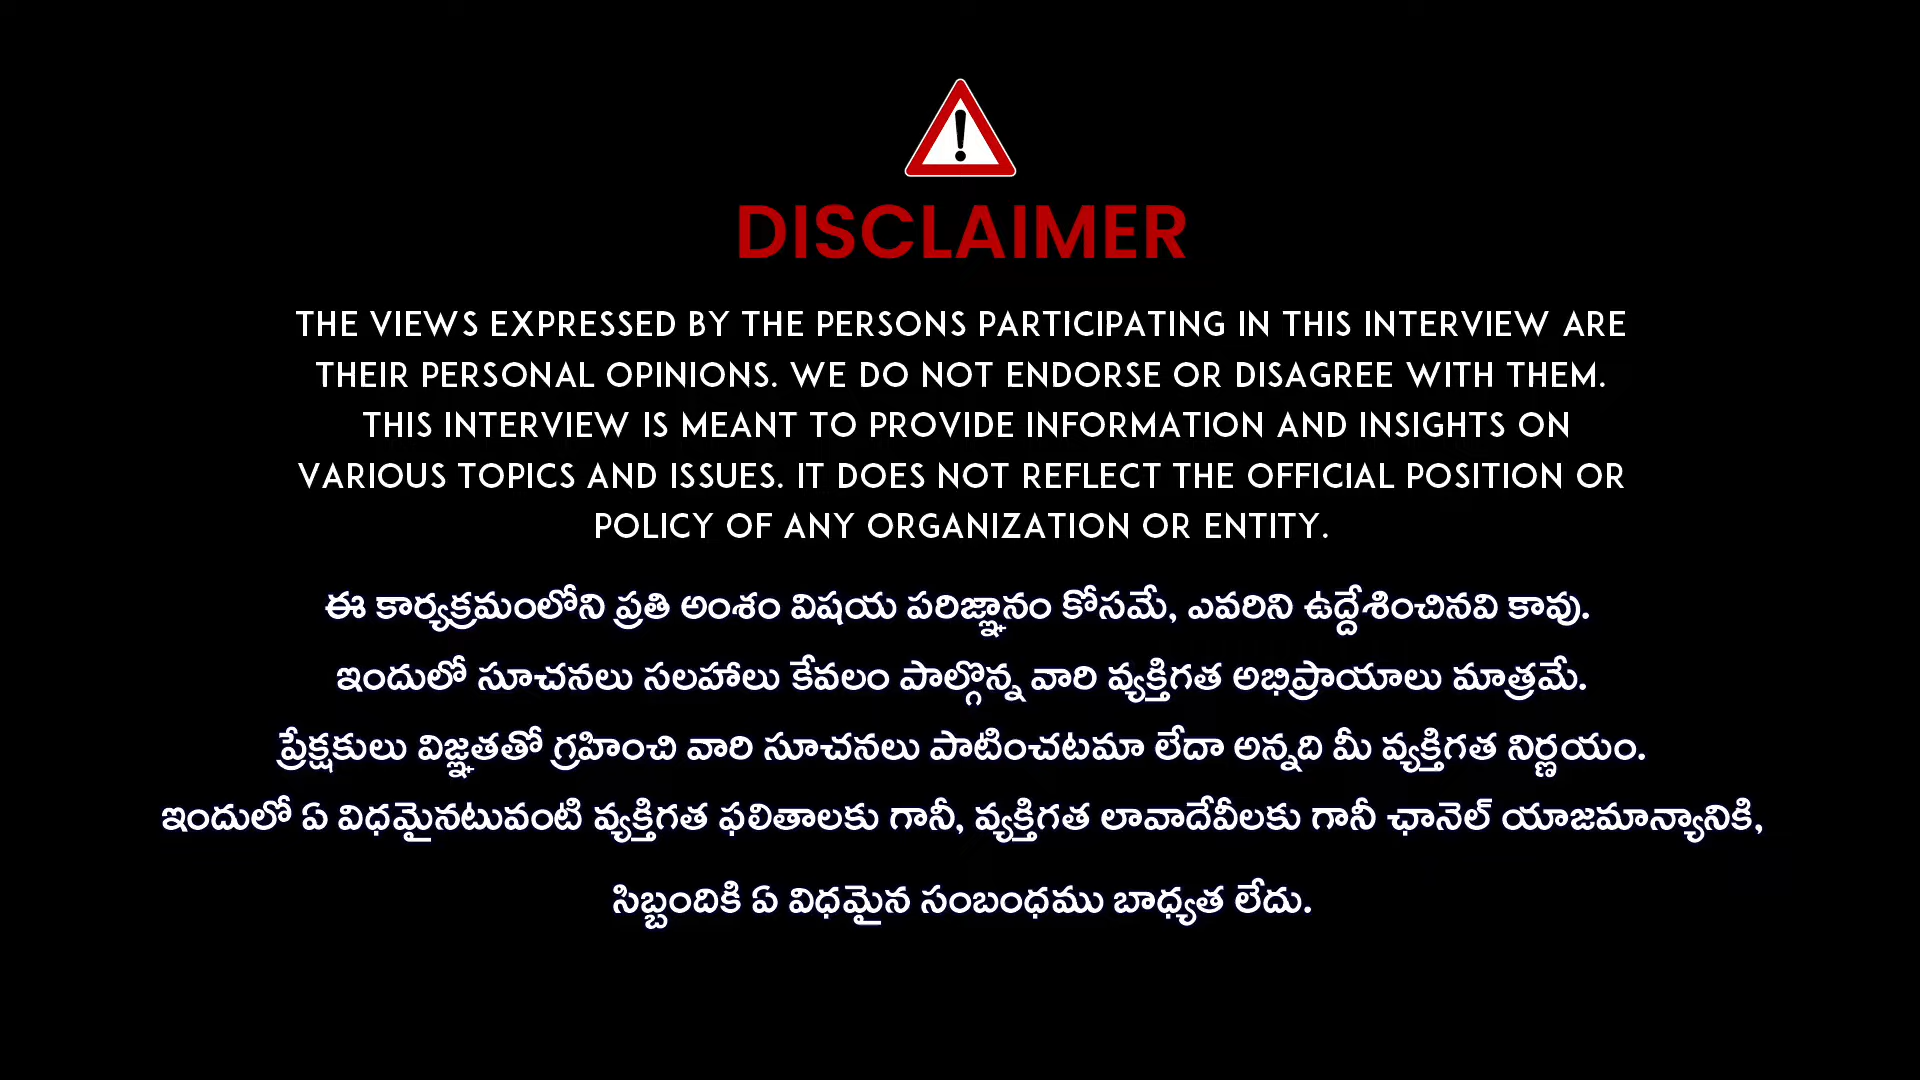 DISCLAIMER
THE VIEWS EXPRESSED BY THE PERSONS PARTICIPATING IN THIS INTERVIEW ARE
THEIR PERSONAL OPINIONS. WE DO NOT ENDORSE OR DISAGREE WITH THEM.
THIS INTERVIEW IS MEANT TO PROVIDE INFORMATION AND INSIGHTS ON
VARIOUS TOPICS AND ISSUES. IT DOES NOT REFLECT THE OFFICIAL POSITION OR
POLICY OF ANY ORGANIZATION OR ENTITY.
ఈ కార్యక్రమంలోని ప్రతి అంశం విషయ పరిజ్ఞానం కోసమే, ఎవరిని ఉద్దేశించినవి కావు.
ఇందులో సూచనలు సలహాలు కేవలం పాల్గొన్న వారి వ్యక్తిగత అభిప్రాయాలు మాత్రమే.
ప్రేక్షకులు విజ్ఞతతో గ్రహించి వారి సూచనలు పాటించటమా లేదా అన్నది మీ వ్యక్తిగత నిర్ణయం.
ఇందులో ఏ విధమైనటువంటి వ్యక్తిగత ఫలితాలకు గానీ, వ్యక్తిగత లావాదేవీలకు గానీ ఛానెల్ యాజమాన్యానికి,
సిబ్బందికి ఏ విధమైన సంబంధము బాధ్యత లేదు.